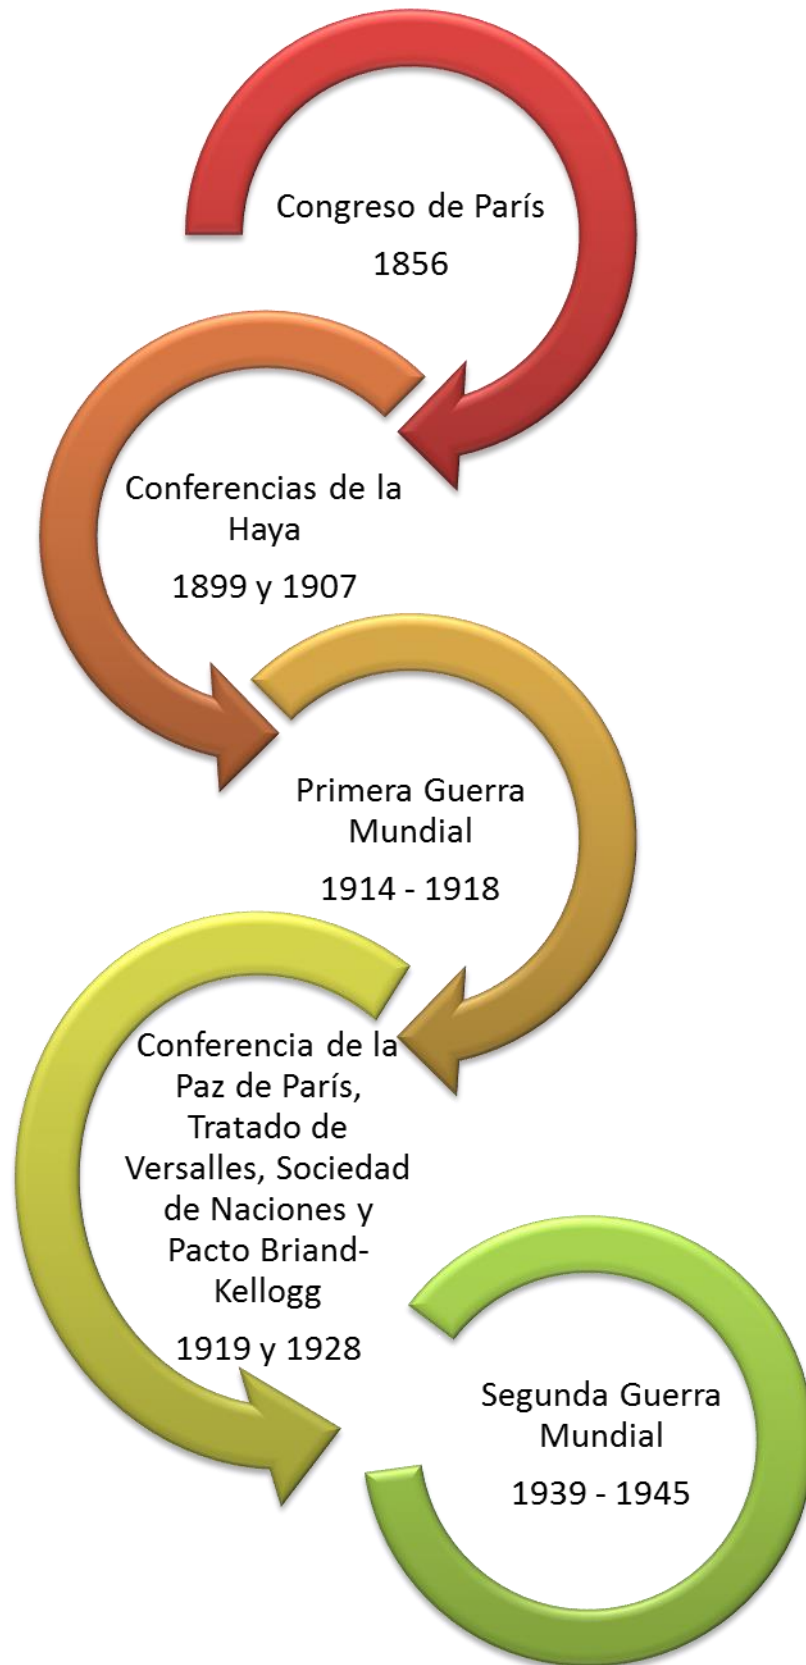 Congreso de París
1856
Conferencias de la
Haya
1899 y 1907
Primera Guerra
Mundial
1914 - 1918
Conferencia de la
Paz de París,
Tratado de
Versalles, Sociedad
de Naciones y
Pacto Briand-
Kellogg
1919 y 1928
Segunda Guerra
Mundial
1939 - 1945